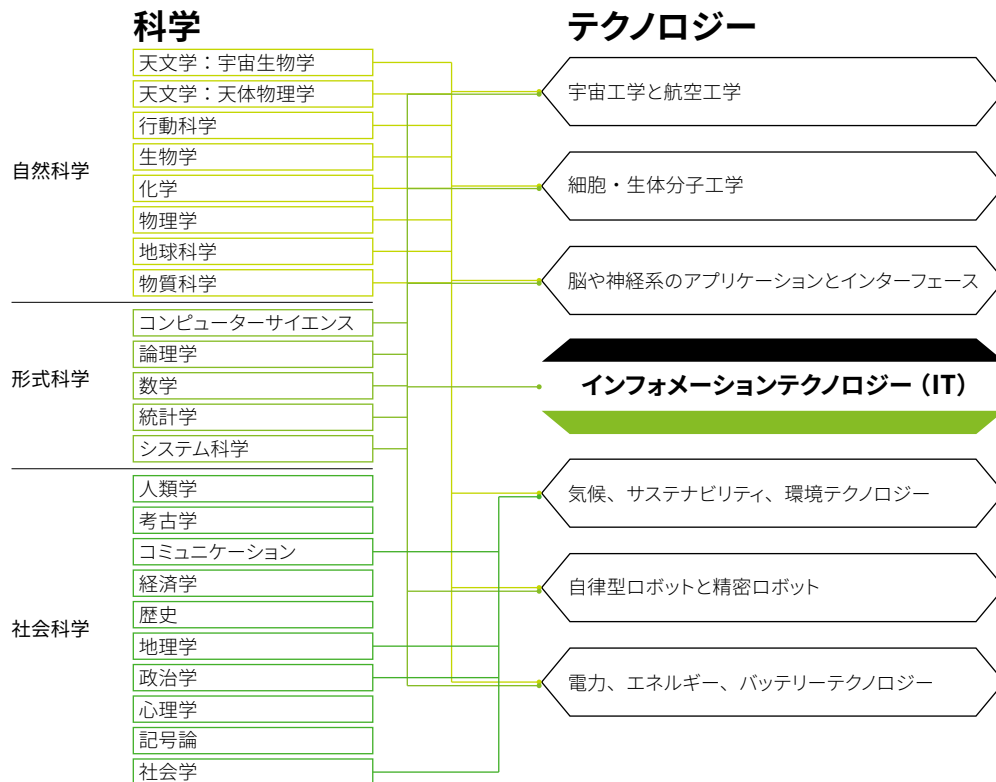 科学
テクノロジー
自然科学
天文学：宇宙生物学
天文学：天体物理学
行動科学
生物学
化学
物理学
地球科学
物質科学
形式科学
コンピューターサイエンス
論理学
数学
統計学
システム科学
社会科学
人類学
考古学
コミュニケーション
経済学
歴史
地理学
政治学
心理学
記号論
社会学
宇宙工学と航空工学
細胞・生体分子工学
脳や神経系のアプリケーションとインターフェース
インフォメーションテクノロジー（IT）
気候、サステナビリティ、環境テクノロジー
自律型ロボットと精密ロボット
電力、エネルギー、バッテリーテクノロジー